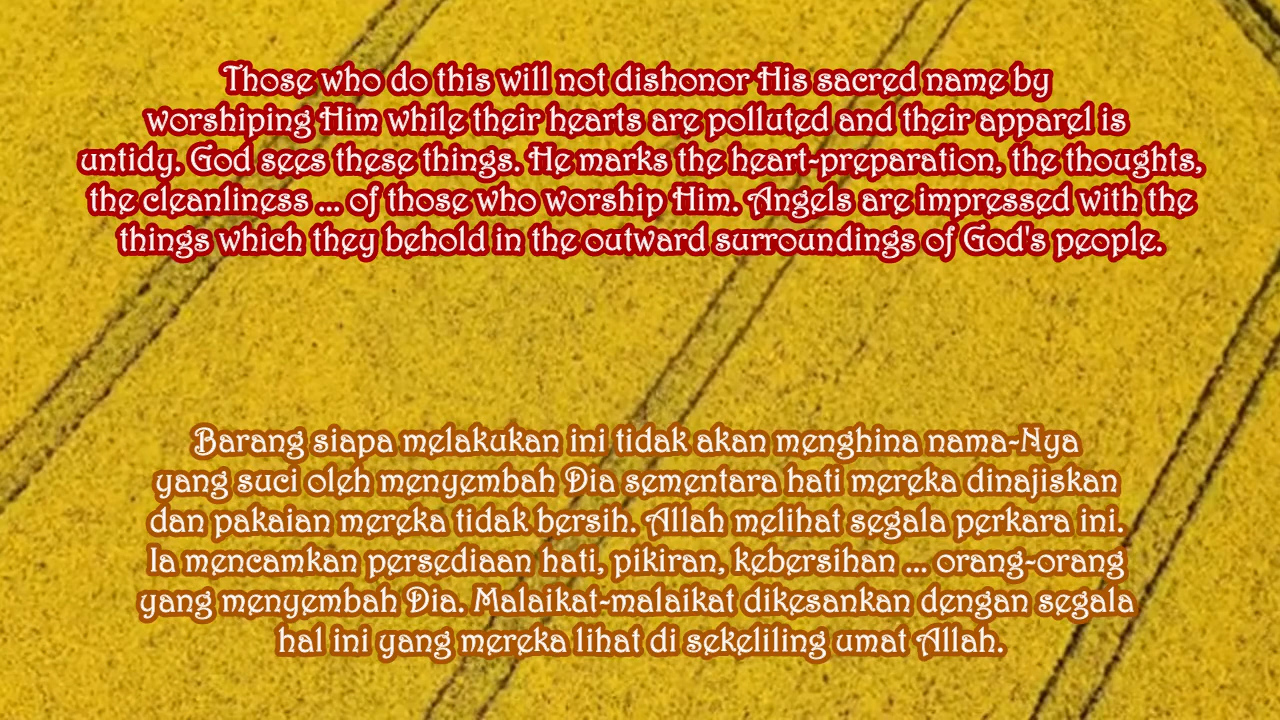 Those who do this will not dishonor His sacred name by
worshiping Him while their hearts are polluted and their apparel is
untidy. God sees these things. He marks the heart-preparation, the thoughts,
the cleanliness ... of those who worship Him. Angels are impressed with the
things which they behold in the outward surroundings of God's people.
Barang siapa melakukan ini tidak akan menghina nama-Nya
yang suci oleh menyembah Dia sementara hati mereka dinajiskan
dan pakaian mereka tidak bersih. Allah melihat segala perkara ini.
Ia mencamkan persediaan hati, pikiran, kebersihan ... orang-orang
yang menyembah Dia. Malaikat-malaikat dikesankan dengan segala
hal ini yang mereka lihat di sekeliling umat Allah.